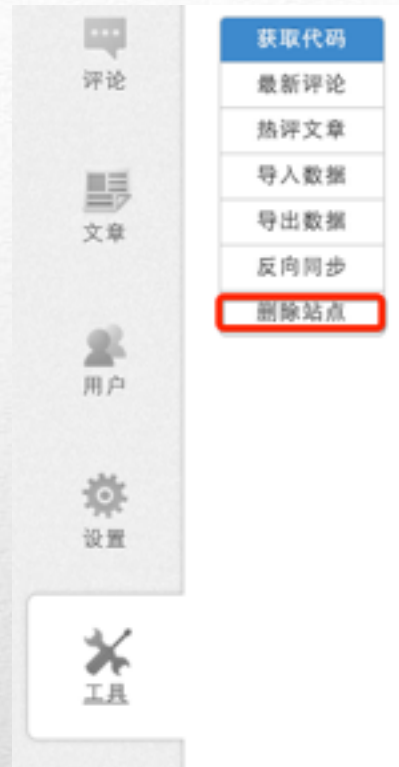 评论
文章
用户
设置
工具
获取代码
最新评论
热评文章
导入数据
导出数据
反向同步
删除站点